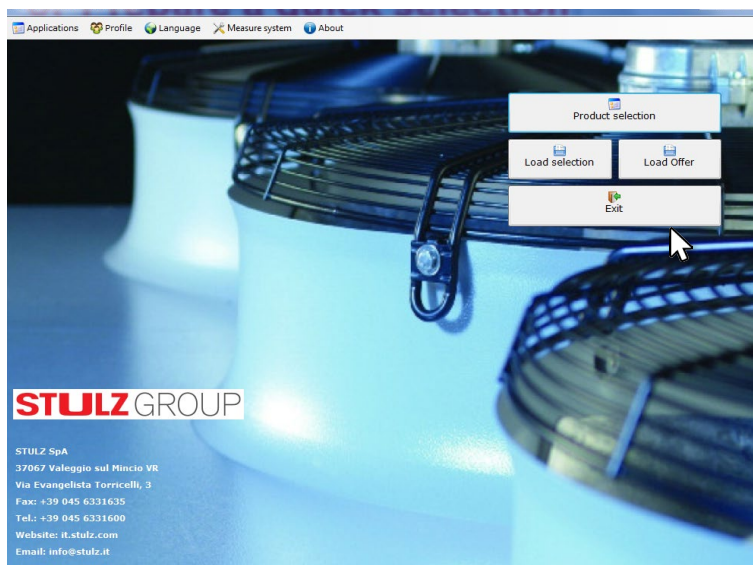 Applications Profile Language Measure system About
Product selection
Load selection Load Offer
Exit
STULZ GROUP
STULZ SpA
37067 Valeggio sul Mincio VR
Via Evangelista Torricelli, 3
Fax: +39 045 6331635
Tel.: +39 045 6331600
Website: it.stulz.com
Email: info@stulz.it